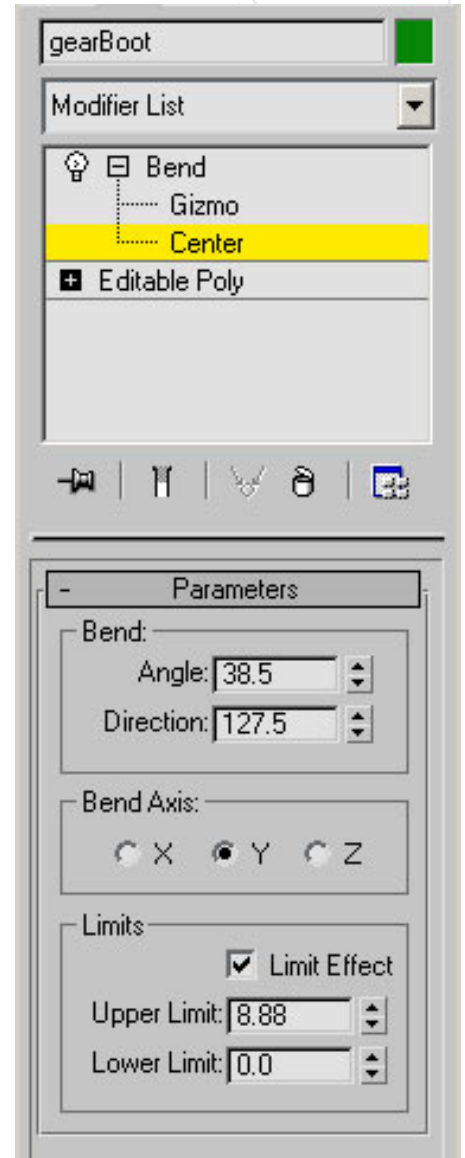 gearBoot
Modifier List
Bend
Gizmo
Center
Editable Poly
- Parameters
Bend:
Angle: 38.5
Direction: 127.5
Bend Axis:
X Y Z
Limits
Limit Effect
Upper Limit: 8.88
Lower Limit: 0.0